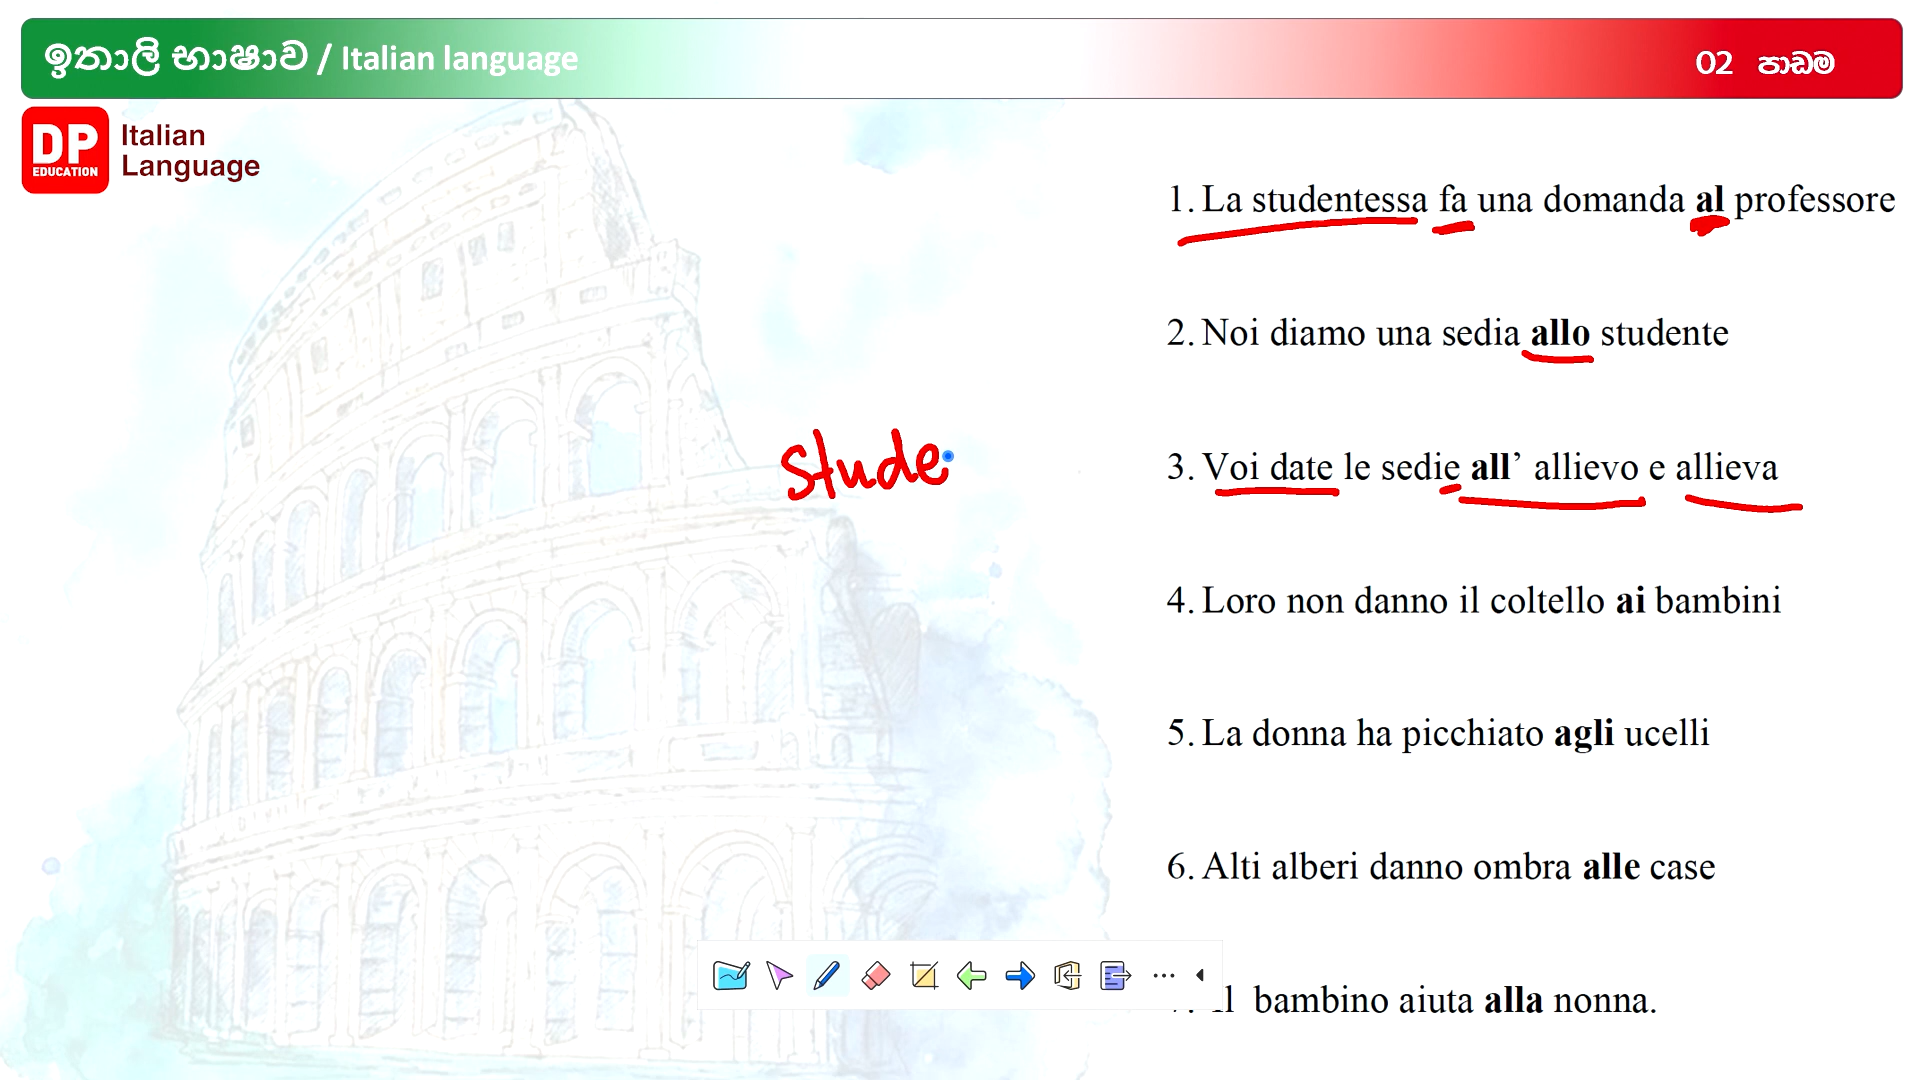 ඉතාලි භාෂාව / Italian language
02 පාඩම
DP
EDUCATION
Italian
Language
1. La studentessa fa una domanda al professore
2. Noi diamo una sedia allo studente
stude
3. Voi date le sedie all’ allievo e allieva
4. Loro non danno il coltello ai bambini
5. La donna ha picchiato agli ucelli
6. Alti alberi danno ombra alle case
bambino aiuta alla nonna.